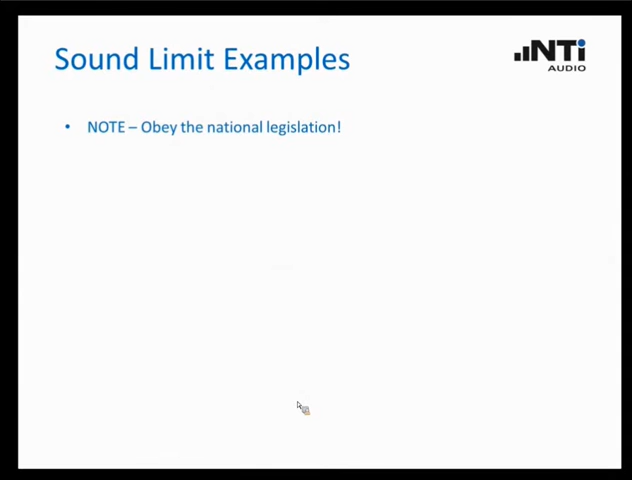 Sound Limit Examples
NTi
AUDIO
• NOTE – Obey the national legislation!